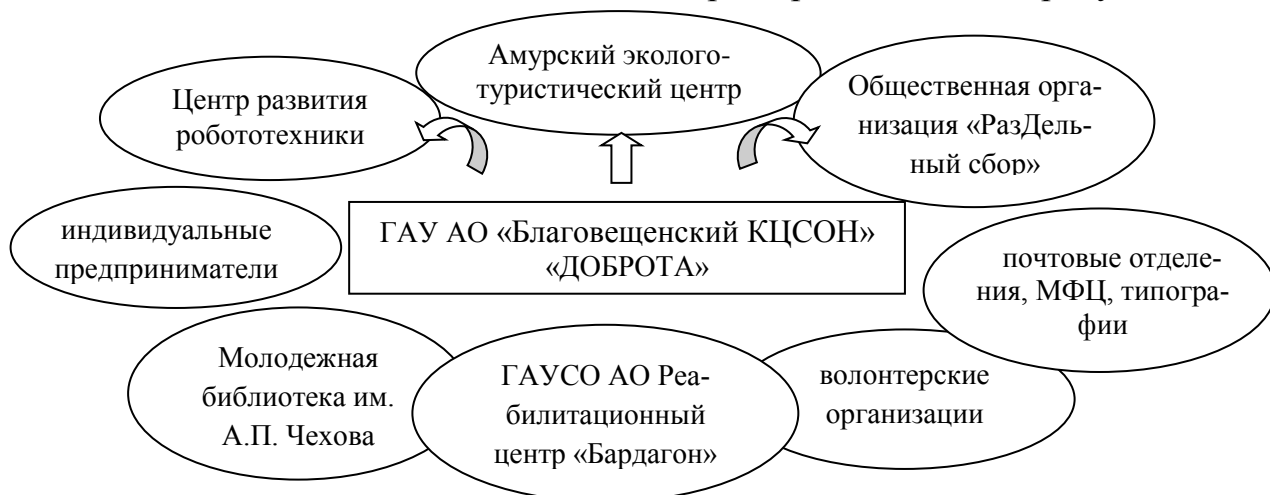 Амурский эколого-
туристический центр
Центр развития
робототехники
Общественная орга-
низация «РазДель-
ный сбор»
индивидуальные
предприниматели
ГАУ АО «Благовещенский КЦСОН»
«ДОБРОТА»
почтовые отделе-
ния, МФЦ, типогра-
фии
Молодежная
библиотека им.
А.П. Чехова
ГАУСО АО Реа-
билитационный
центр «Бардагон»
волонтерские
организации